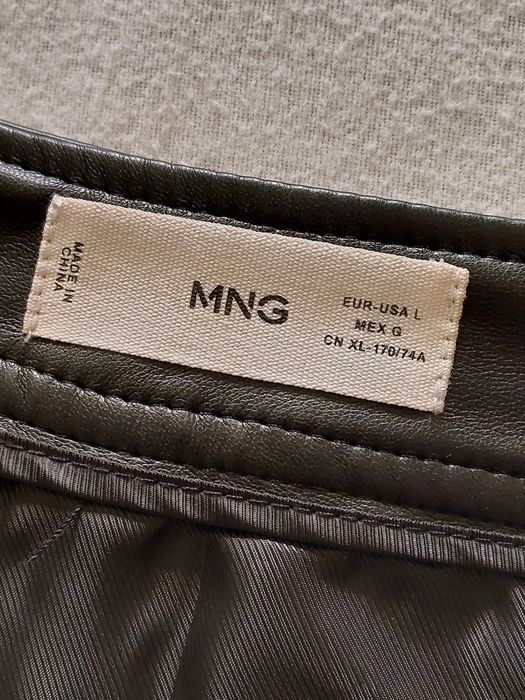 MADE IN
CHINA
MNG
EUR-USA L
MEX G
CN XL-170/74A